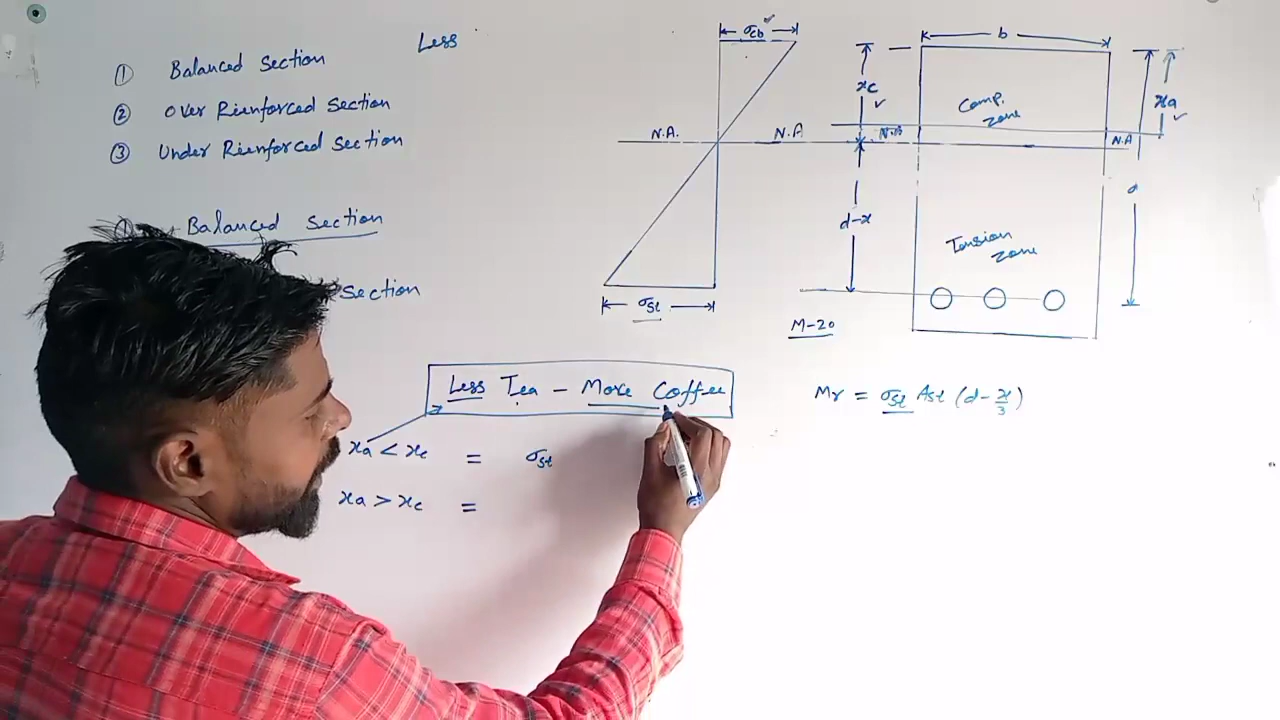 Less
① Balanced Section
② Over Rienforced Section
③ Under Rienforced Section
Balanced Section
Section
Less Tea - More Coffee
xa < xc = σst
xa > xc =
σcb
N.A. N.A
σst
b
xc
Comp. zone
xa
N.A
N.A
d-x
d
Tension zone
M-20
Mr = σst Ast (d - x/3)